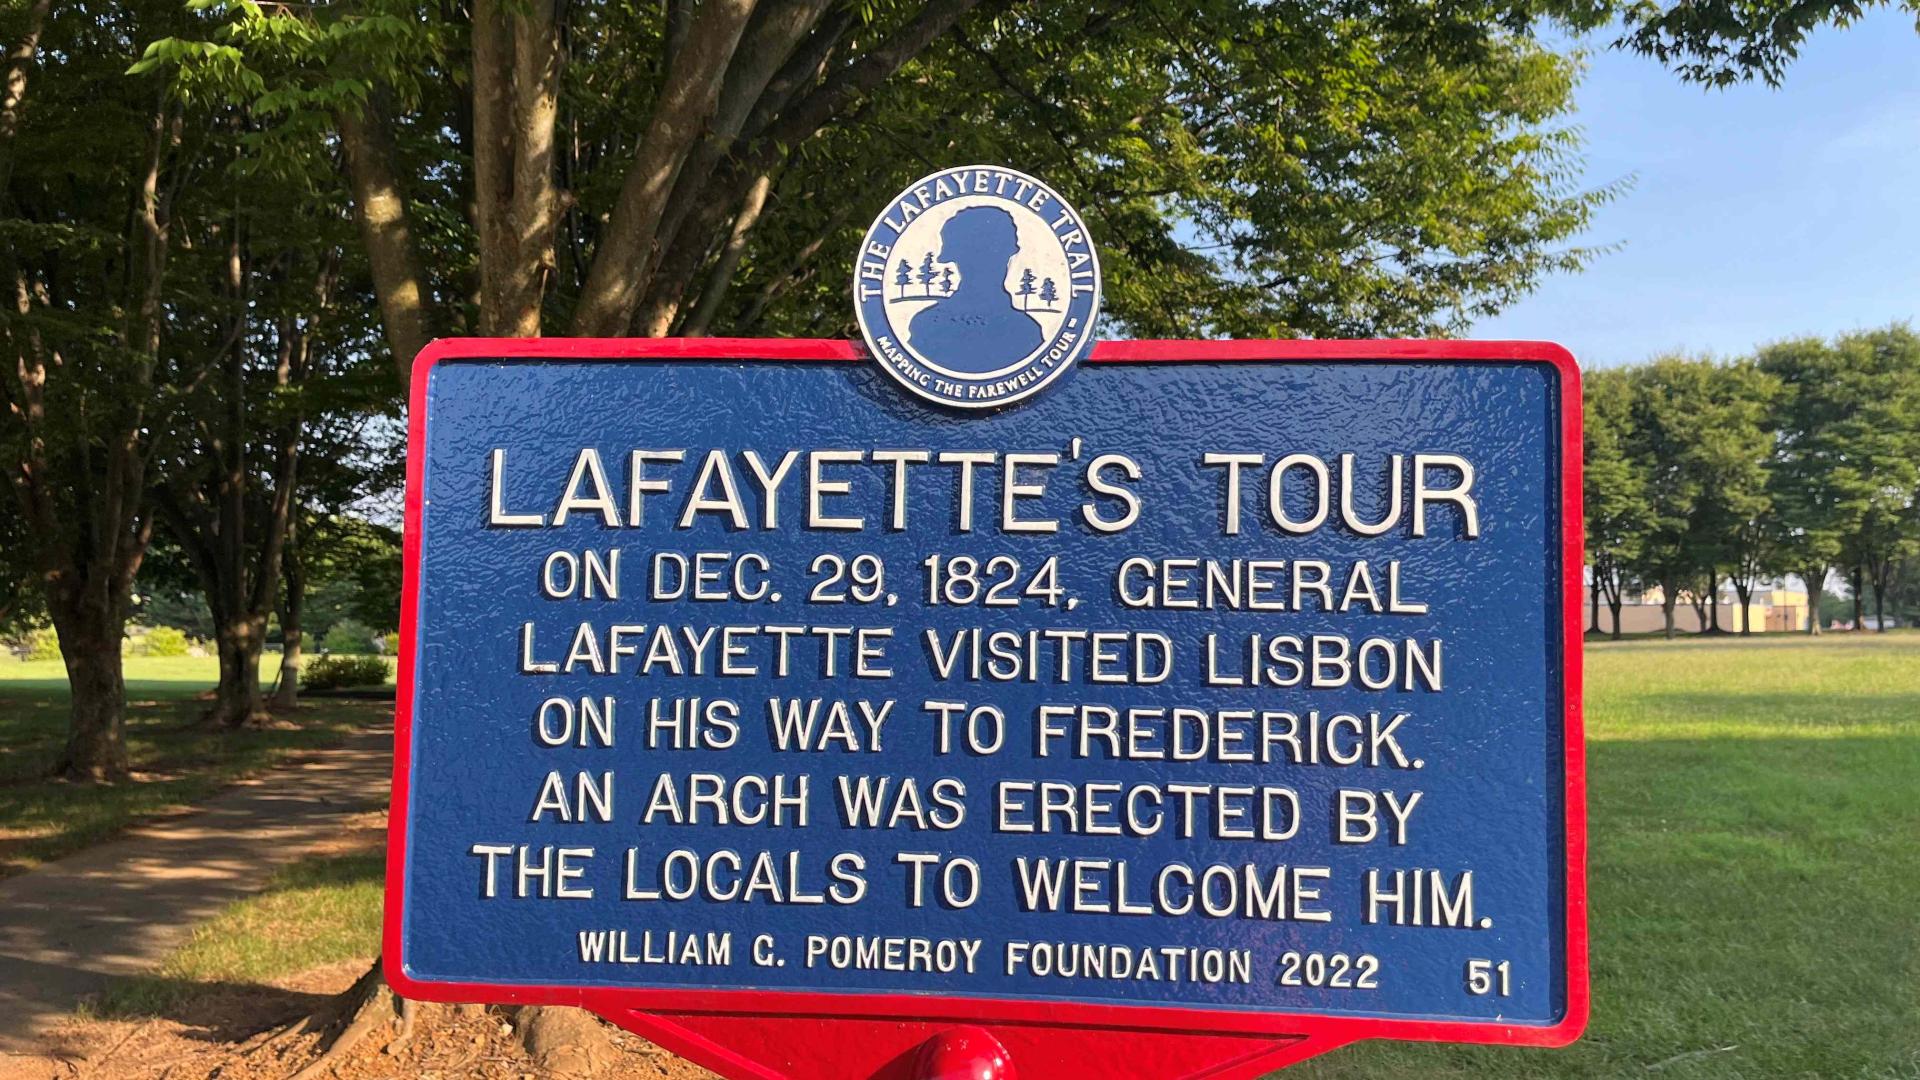 THE LAFAYETTE TRAIL
MAPPING THE FAREWELL TOUR
LAFAYETTE'S TOUR
ON DEC. 29, 1824, GENERAL
LAFAYETTE VISITED LISBON
ON HIS WAY TO FREDERICK.
AN ARCH WAS ERECTED BY
THE LOCALS TO WELCOME HIM.
WILLIAM G. POMEROY FOUNDATION 2022 51